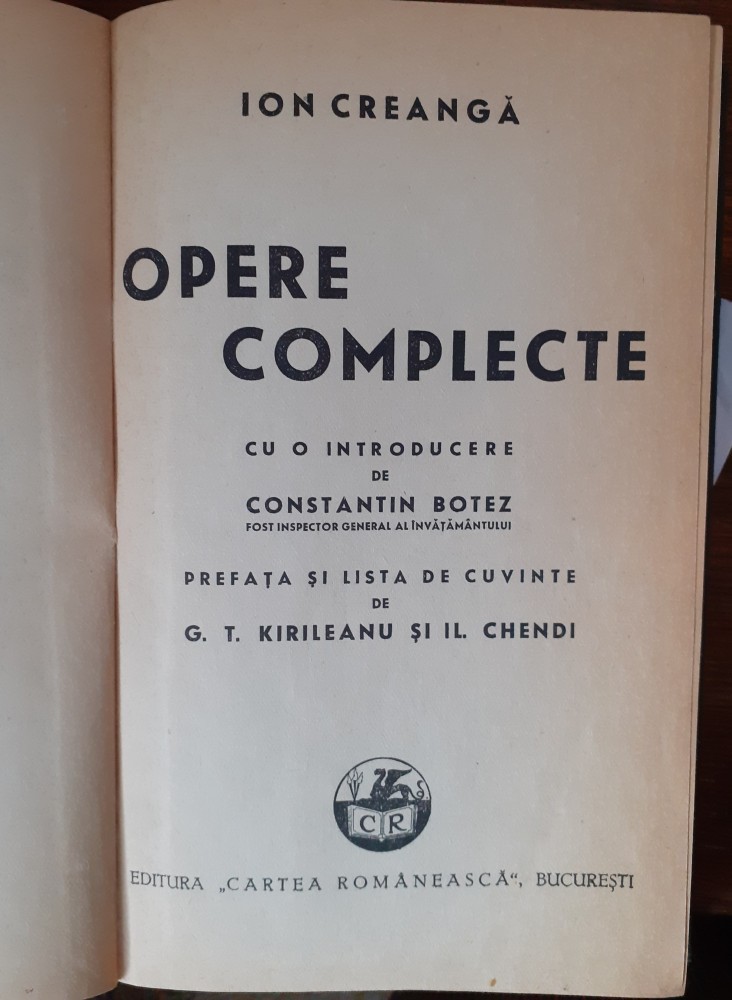 ION CREANGĂ
OPERE
COMPLECTE
CU O INTRODUCERE
DE
CONSTANTIN BOTEZ
FOST INSPECTOR GENERAL AL ÎNVĂȚĂMÂNTULUI
PREFAȚA ȘI LISTA DE CUVINTE
DE
G. T. KIRILEANU ȘI IL. CHENDI
C R
EDITURA „CARTEA ROMÂNEASCĂ“, BUCUREȘTI